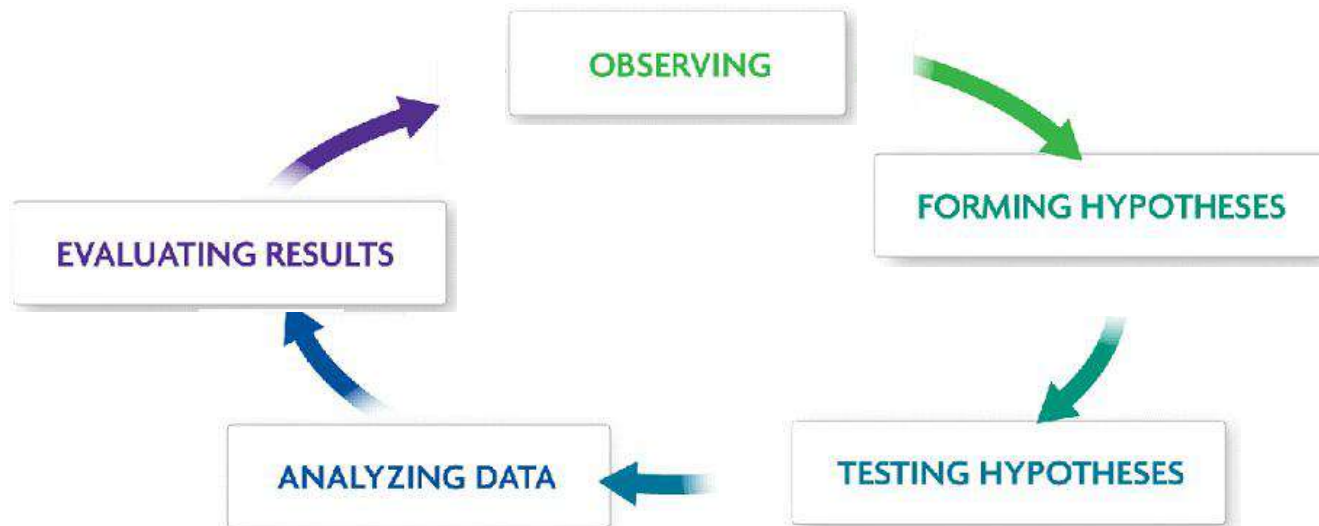 OBSERVING
FORMING HYPOTHESES
TESTING HYPOTHESES
ANALYZING DATA
EVALUATING RESULTS